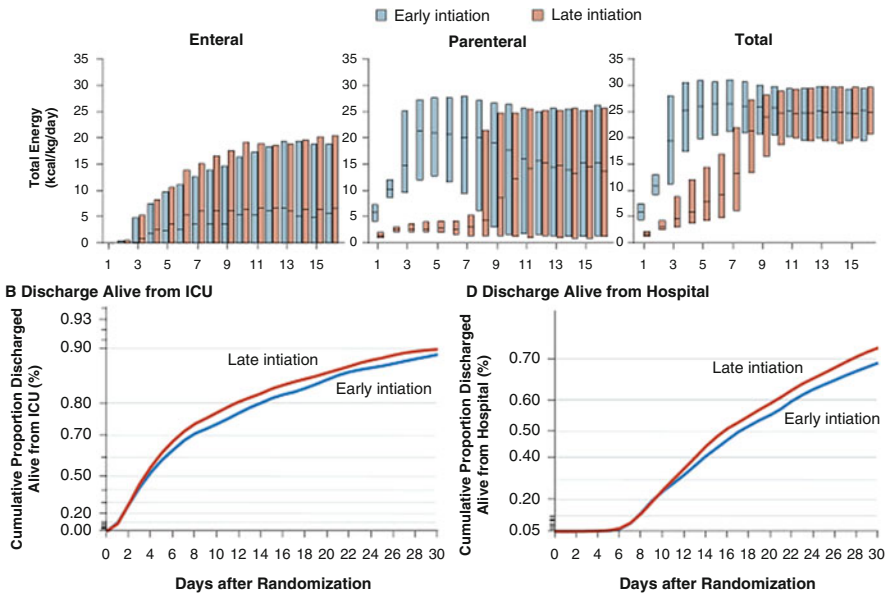 Early intiation Late intiation
Enteral Parenteral Total
Total Energy
(kcal/kg/day)
35
30
25
20
15
10
5
0
1 3 5 7 9 11 13 15
35
30
25
20
15
10
5
0
1 3 5 7 9 11 13 15
35
30
25
20
15
10
5
0
1 3 5 7 9 11 13 15
B Discharge Alive from ICU
Cumulative Proportion Discharged
Alive from ICU (%)
0.93
0.90
0.80
0.70
0.50
0.20
0.00
Late intiation
Early intiation
0 2 4 6 8 10 12 14 16 18 20 22 24 26 28 30
Days after Randomization
D Discharge Alive from Hospital
Cumulative Proportion Discharged
Alive from Hospital (%)
0.70
0.60
0.50
0.40
0.20
0.05
Late intiation
Early intiation
0 2 4 6 8 10 12 14 16 18 20 22 24 26 28 30
Days after Randomization